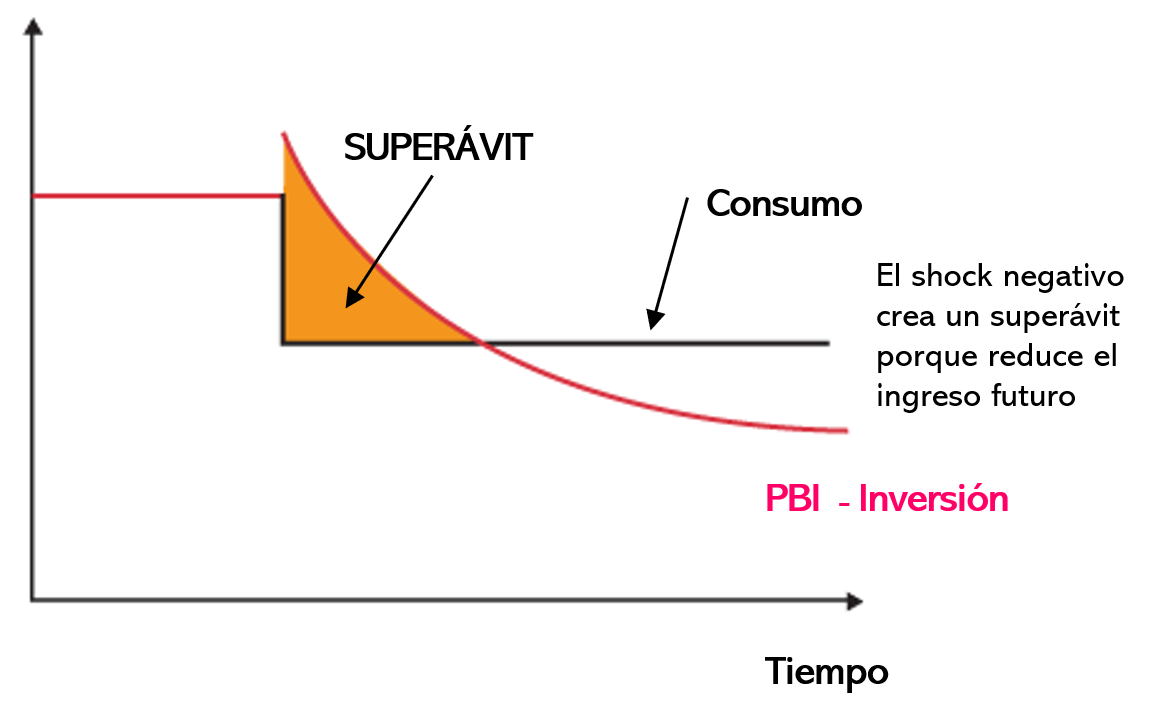 SUPERÁVIT
Consumo
El shock negativo
crea un superávit
porque reduce el
ingreso futuro
PBI - Inversión
Tiempo